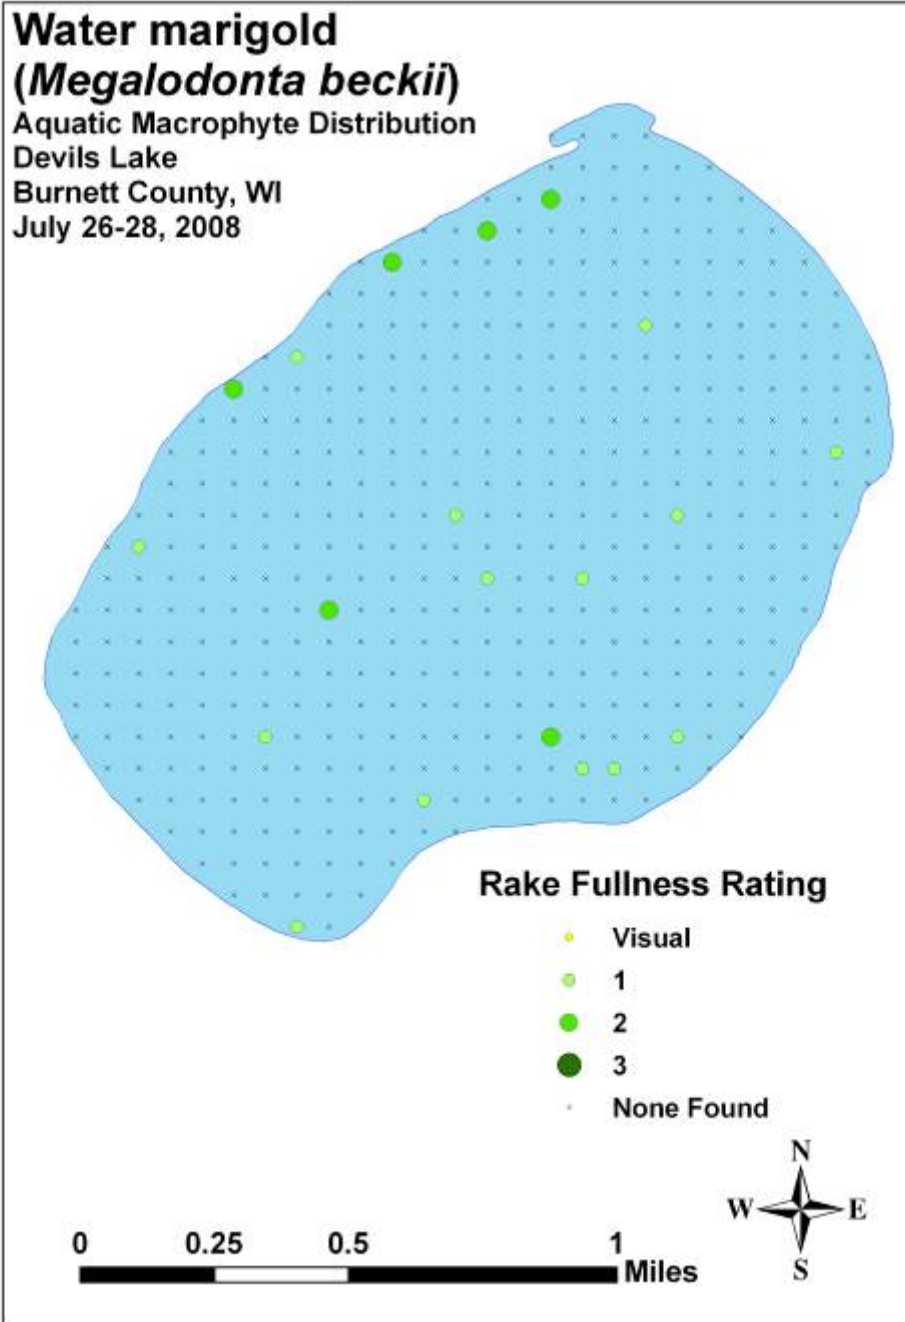 Water marigold
(Megalodonta beckii)
Aquatic Macrophyte Distribution
Devils Lake
Burnett County, WI
July 26-28, 2008
Rake Fullness Rating
Visual
1
2
3
None Found
N
W E
S
0 0.25 0.5 1
Miles